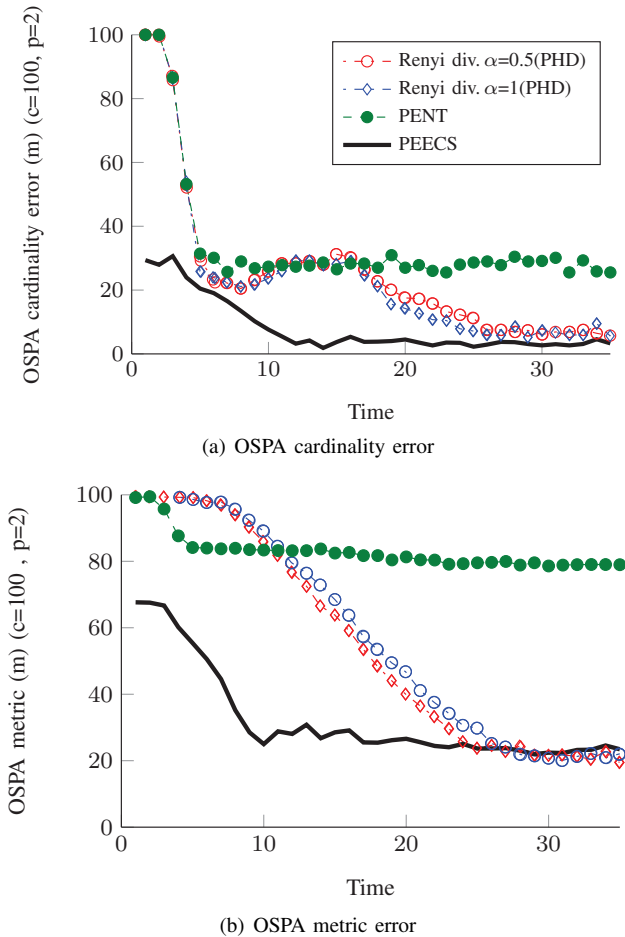 OSPA cardinality error (m) (c=100, p=2)
100
80
60
40
20
0
Renyi div. α=0.5(PHD)
Renyi div. α=1(PHD)
PENT
PEECS
0
10
20
30
Time
(a) OSPA cardinality error
OSPA metric (m) (c=100 , p=2)
100
80
60
40
20
0
0
10
20
30
Time
(b) OSPA metric error